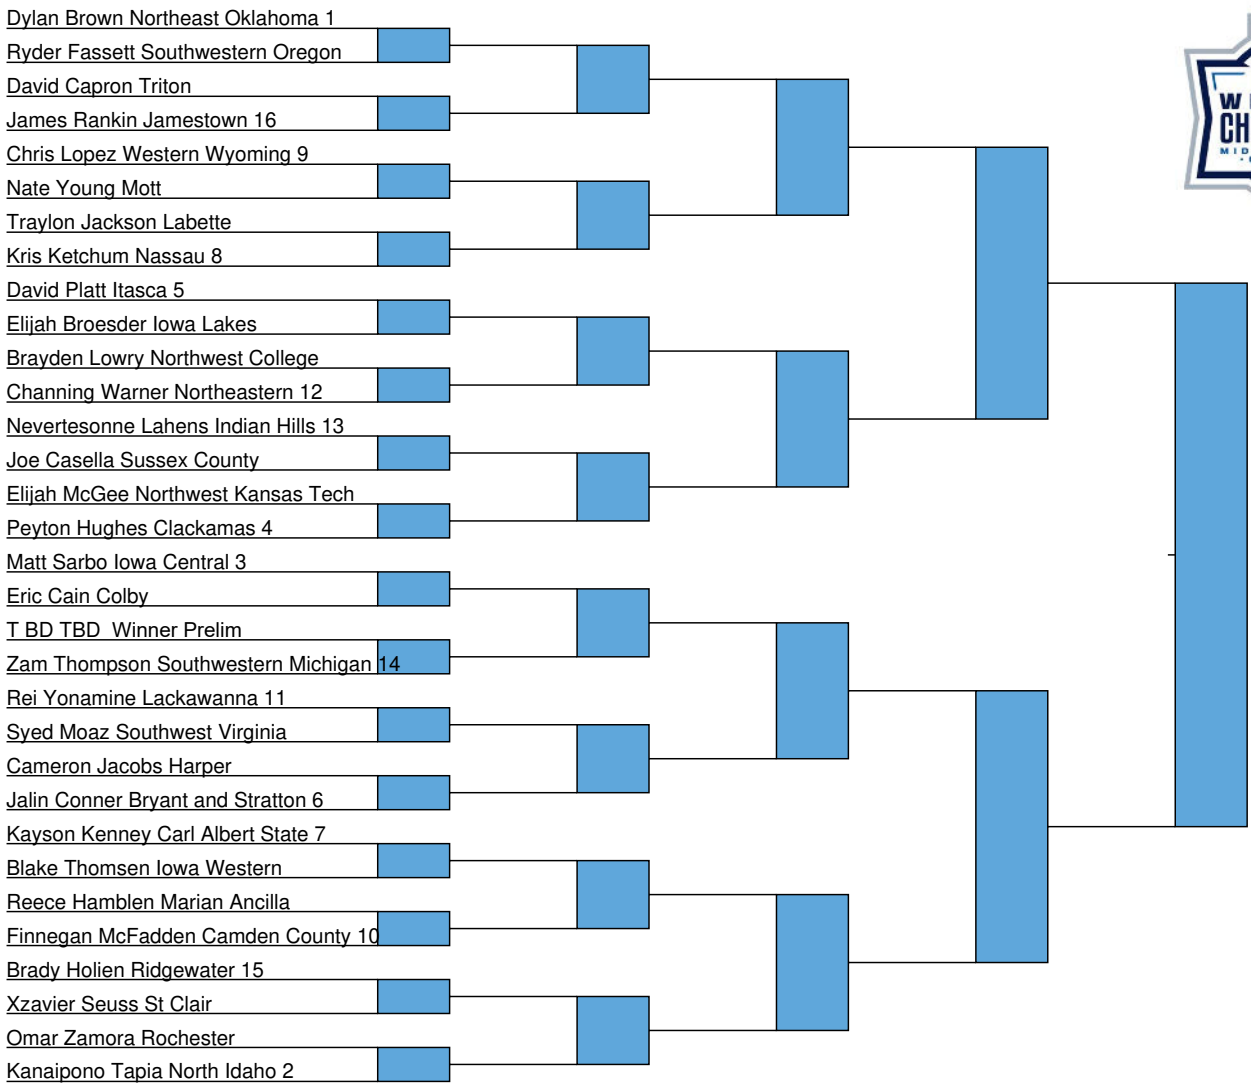 Dylan Brown Northeast Oklahoma 1
Ryder Fassett Southwestern Oregon
David Capron Triton
James Rankin Jamestown 16
Chris Lopez Western Wyoming 9
Nate Young Mott
Traylon Jackson Labette
Kris Ketchum Nassau 8
David Platt Itasca 5
Elijah Broesder Iowa Lakes
Brayden Lowry Northwest College
Channing Warner Northeastern 12
Nevertesonne Lahens Indian Hills 13
Joe Casella Sussex County
Elijah McGee Northwest Kansas Tech
Peyton Hughes Clackamas 4
Matt Sarbo Iowa Central 3
Eric Cain Colby
T BD TBD  Winner Prelim
Zam Thompson Southwestern Michigan 14
Rei Yonamine Lackawanna 11
Syed Moaz Southwest Virginia
Cameron Jacobs Harper
Jalin Conner Bryant and Stratton 6
Kayson Kenney Carl Albert State 7
Blake Thomsen Iowa Western
Reece Hamblen Marian Ancilla
Finnegan McFadden Camden County 10
Brady Holien Ridgewater 15
Xzavier Seuss St Clair
Omar Zamora Rochester
Kanaipono Tapia North Idaho 2